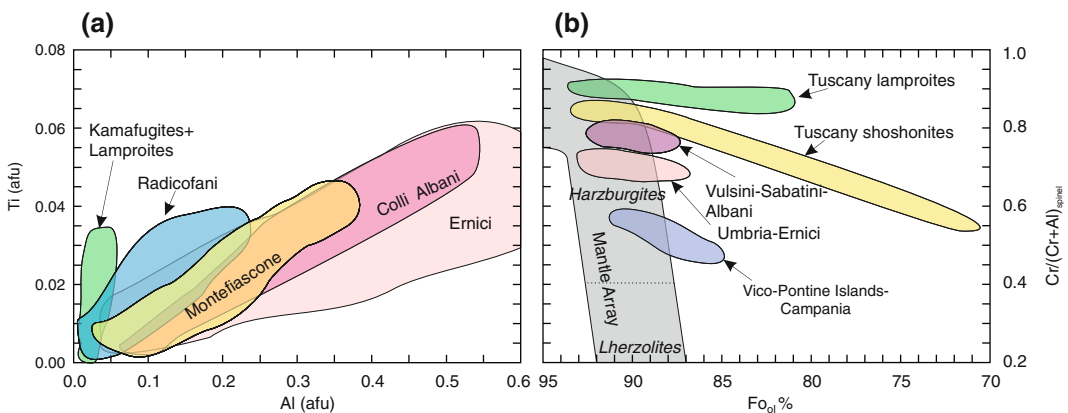 (a)
0.08
0.06
0.04
0.02
0.00
Ti (afu)
0.0
0.1
0.2
0.3
0.4
0.5
0.6
Al (afu)
Kamafugites+
Lamproites
Radicofani
Montefiascone
Colli Albani
Ernici
(b)
1.0
0.8
0.6
0.4
0.2
Cr/(Cr+Al)spinel
95
90
85
80
75
70
Fool %
Tuscany lamproites
Tuscany shoshonites
Vulsini-Sabatini-
Albani
Umbria-Ernici
Vico-Pontine Islands-
Campania
Harzburgites
Mantle Array
Lherzolites